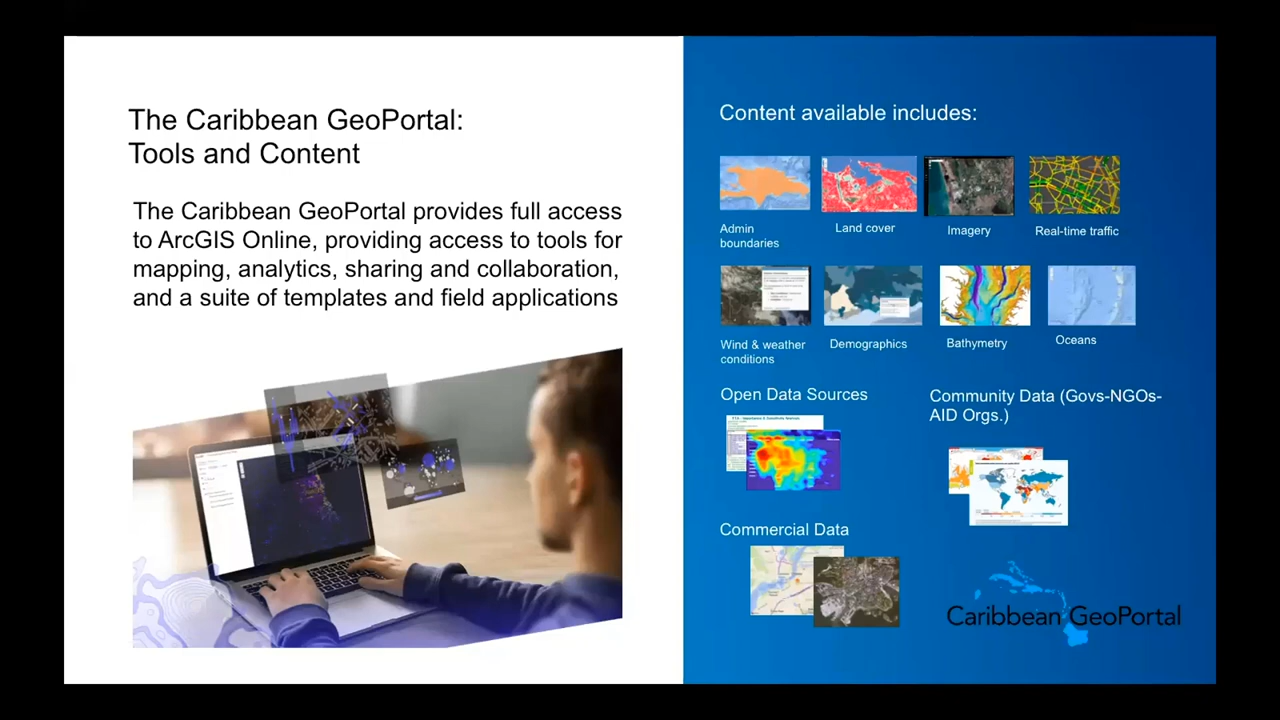 The Caribbean GeoPortal:
Tools and Content
The Caribbean GeoPortal provides full access
to ArcGIS Online, providing access to tools for
mapping, analytics, sharing and collaboration,
and a suite of templates and field applications
Content available includes:
Admin
boundaries
Land cover
Imagery
Real-time traffic
Wind & weather
conditions
Demographics
Bathymetry
Oceans
Open Data Sources
Community Data (Govs-NGOs-
AID Orgs.)
Commercial Data
Caribbean GeoPortal